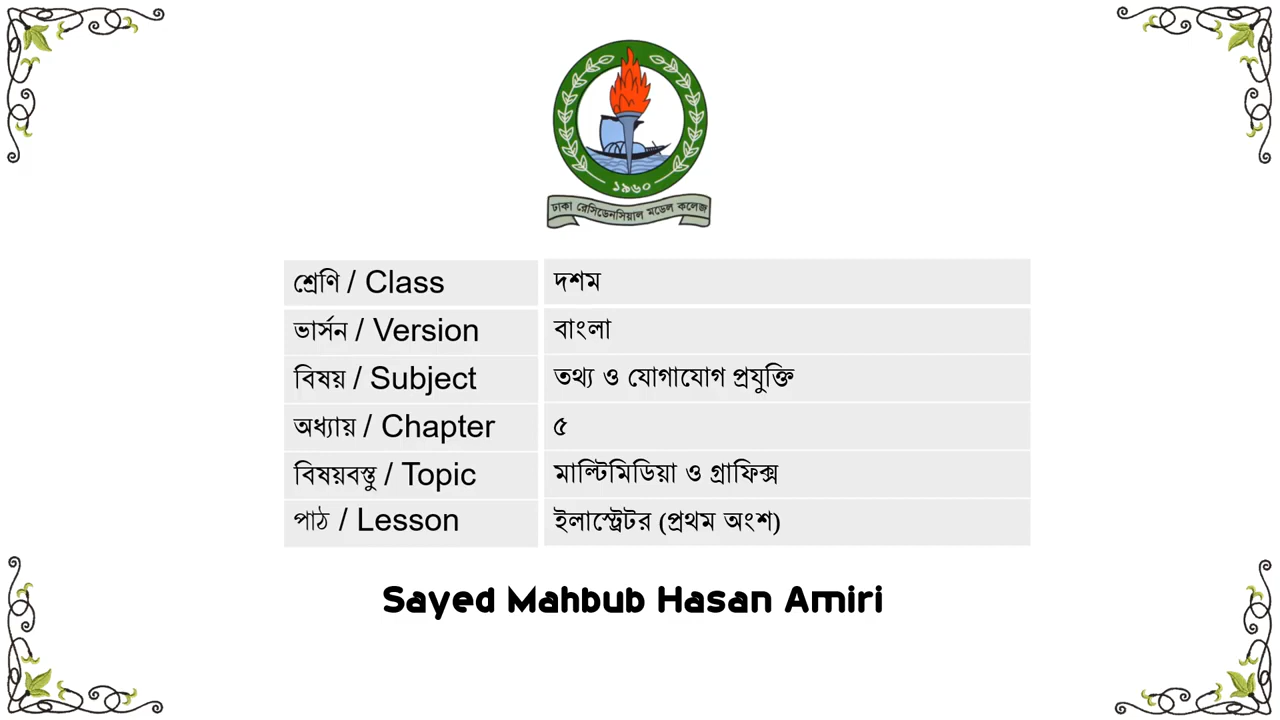 ১৯৬০
ঢাকা রেসিডেনসিয়াল মডেল কলেজ
শ্রেণি / Class দশম
ভার্সন / Version বাংলা
বিষয় / Subject তথ্য ও যোগাযোগ প্রযুক্তি
অধ্যায় / Chapter ৫
বিষয়বস্তু / Topic মাল্টিমিডিয়া ও গ্রাফিক্স
পাঠ / Lesson ইলাস্ট্রেটর (প্রথম অংশ)
Sayed Mahbub Hasan Amiri